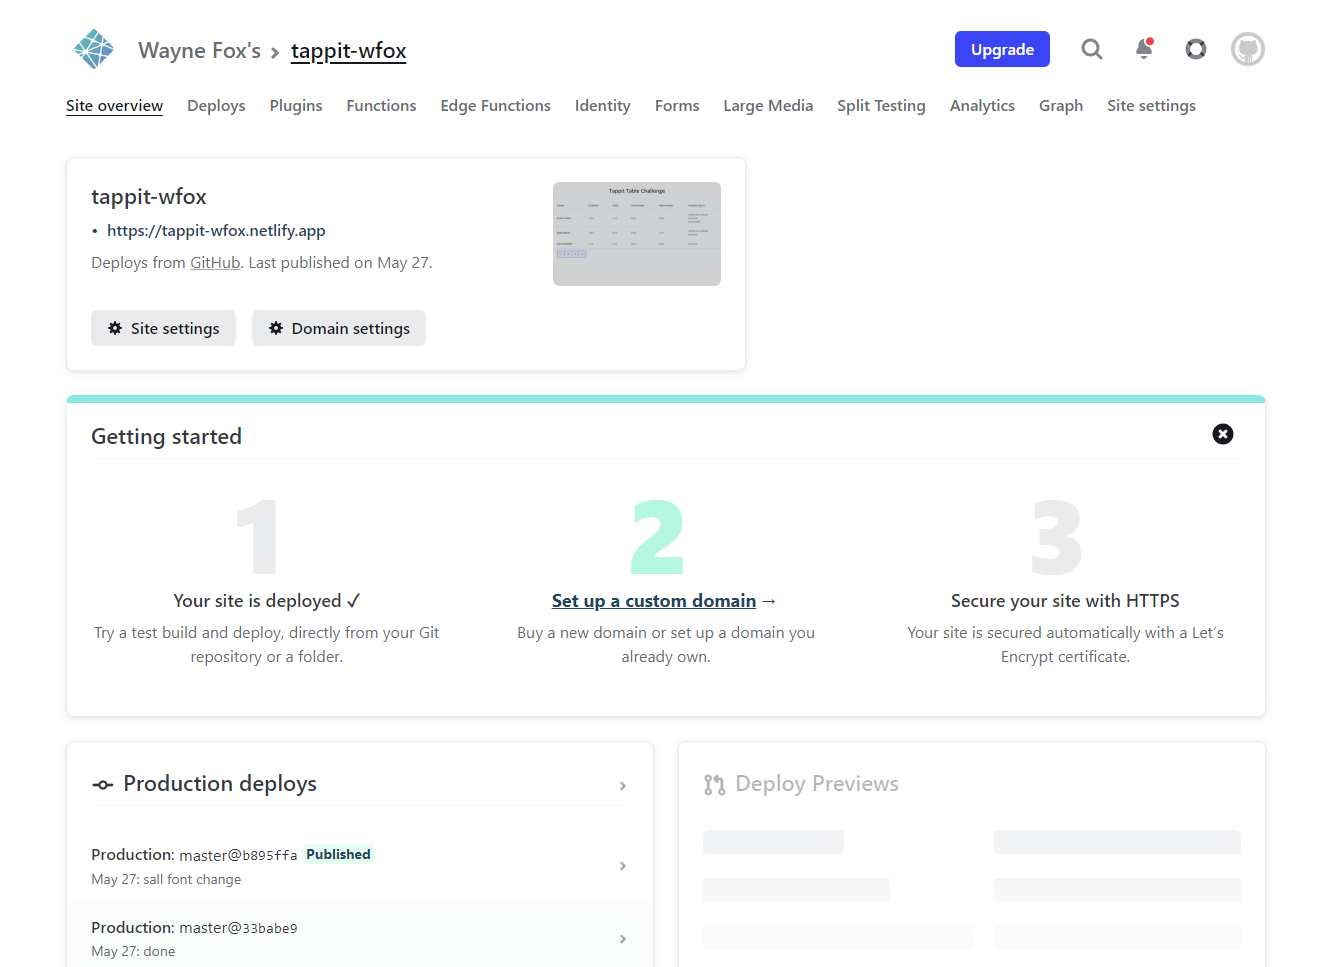 Wayne Fox's > tappit-wfox
Upgrade
Site overview Deploys Plugins Functions Edge Functions Identity Forms Large Media Split Testing Analytics Graph Site settings
tappit-wfox
• https://tappit-wfox.netlify.app
Deploys from GitHub. Last published on May 27.
Tappit Table Challenge
Site settings
Domain settings
Getting started
1
Your site is deployed ✓
Try a test build and deploy, directly from your Git
repository or a folder.
2
Set up a custom domain →
Buy a new domain or set up a domain you
already own.
3
Secure your site with HTTPS
Your site is secured automatically with a Let’s
Encrypt certificate.
Production deploys
Production: master@b895ffa Published
May 27: sall font change
Production: master@33babe9
May 27: done
Deploy Previews